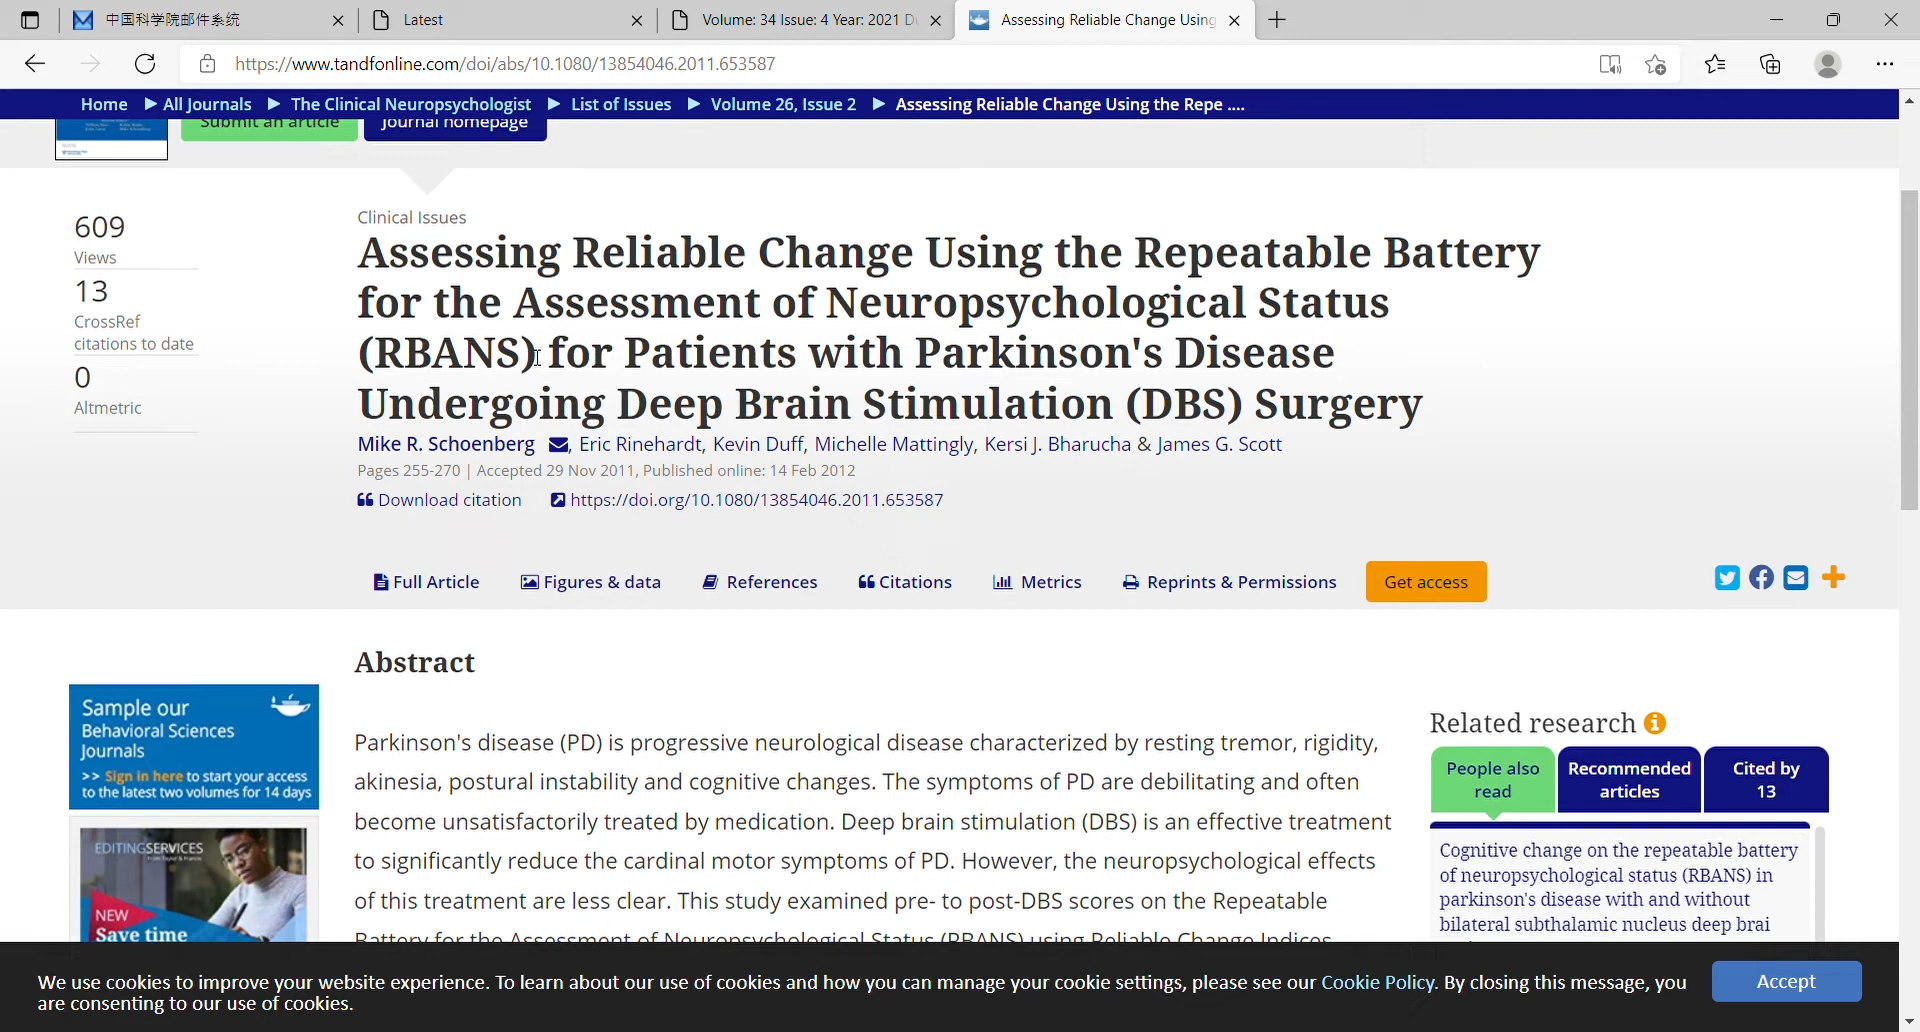 中国科学院邮件系统
Latest
Volume: 34 Issue: 4 Year: 2021 D
Assessing Reliable Change Using
https://www.tandfonline.com/doi/abs/10.1080/13854046.2011.653587
Home ▶ All Journals ▶ The Clinical Neuropsychologist ▶ List of Issues ▶ Volume 26, Issue 2 ▶ Assessing Reliable Change Using the Repe ....
Submit an article
Journal homepage
609
Views
13
CrossRef
citations to date
0
Altmetric
Clinical Issues
Assessing Reliable Change Using the Repeatable Battery
for the Assessment of Neuropsychological Status
(RBANS) for Patients with Parkinson's Disease
Undergoing Deep Brain Stimulation (DBS) Surgery
Mike R. Schoenberg , Eric Rinehardt, Kevin Duff, Michelle Mattingly, Kersi J. Bharucha & James G. Scott
Pages 255-270 | Accepted 29 Nov 2011, Published online: 14 Feb 2012
Download citation https://doi.org/10.1080/13854046.2011.653587
Full Article Figures & data References Citations Metrics Reprints & Permissions Get access
Abstract
Parkinson's disease (PD) is progressive neurological disease characterized by resting tremor, rigidity,
akinesia, postural instability and cognitive changes. The symptoms of PD are debilitating and often
become unsatisfactorily treated by medication. Deep brain stimulation (DBS) is an effective treatment
to significantly reduce the cardinal motor symptoms of PD. However, the neuropsychological effects
of this treatment are less clear. This study examined pre- to post-DBS scores on the Repeatable
Battery for the Assessment of Neuropsychological Status (RBANS) using Reliable Change Indices
Sample our
Behavioral Sciences
Journals
>> Sign in here to start your access
to the latest two volumes for 14 days
EDITINGSERVICES
from Taylor & Francis
NEW
Save time
Related research
People also
read
Recommended
articles
Cited by
13
Cognitive change on the repeatable battery
of neuropsychological status (RBANS) in
parkinson's disease with and without
bilateral subthalamic nucleus deep brai
We use cookies to improve your website experience. To learn about our use of cookies and how you can manage your cookie settings, please see our Cookie Policy. By closing this message, you
are consenting to our use of cookies.
Accept